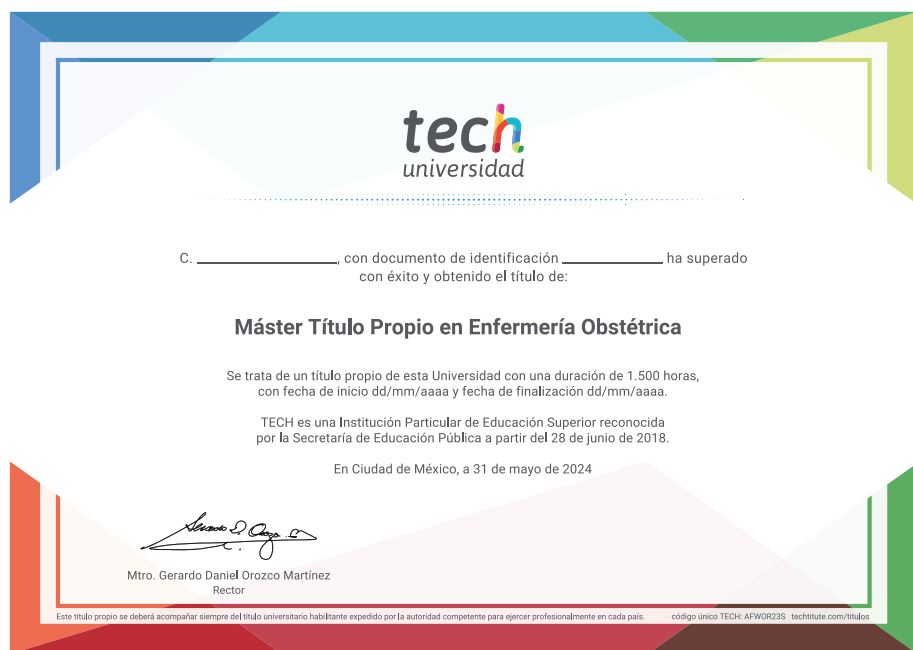 tech
universidad
C. ____________, con documento de identificación ____________ ha superado
con éxito y obtenido el título de:
Máster Título Propio en Enfermería Obstétrica
Se trata de un título propio de esta Universidad con una duración de 1.500 horas,
con fecha de inicio dd/mm/aaaa y fecha de finalización dd/mm/aaaa.
TECH es una Institución Particular de Educación Superior reconocida
por la Secretaría de Educación Pública a partir del 28 de junio de 2018.
En Ciudad de México, a 31 de mayo de 2024
Mtro. Gerardo Daniel Orozco Martínez
Rector
Este título propio se deberá acompañar siempre del título universitario habilitante expedido por la autoridad competente para ejercer profesionalmente en cada país. código único TECH: AFWOR23S techtitute.com/titulos